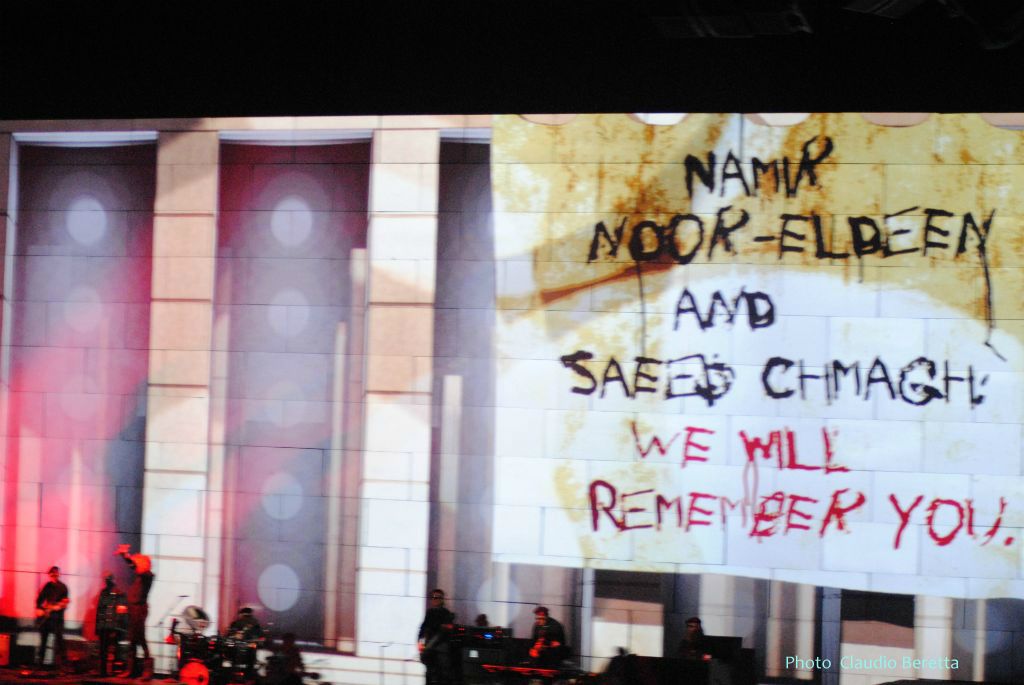 NAMIR
NOOR-ELDEEN
AND
SAEED CHMAGH:
WE WILL
REMEMBER YOU.
Photo Claudio Beretta